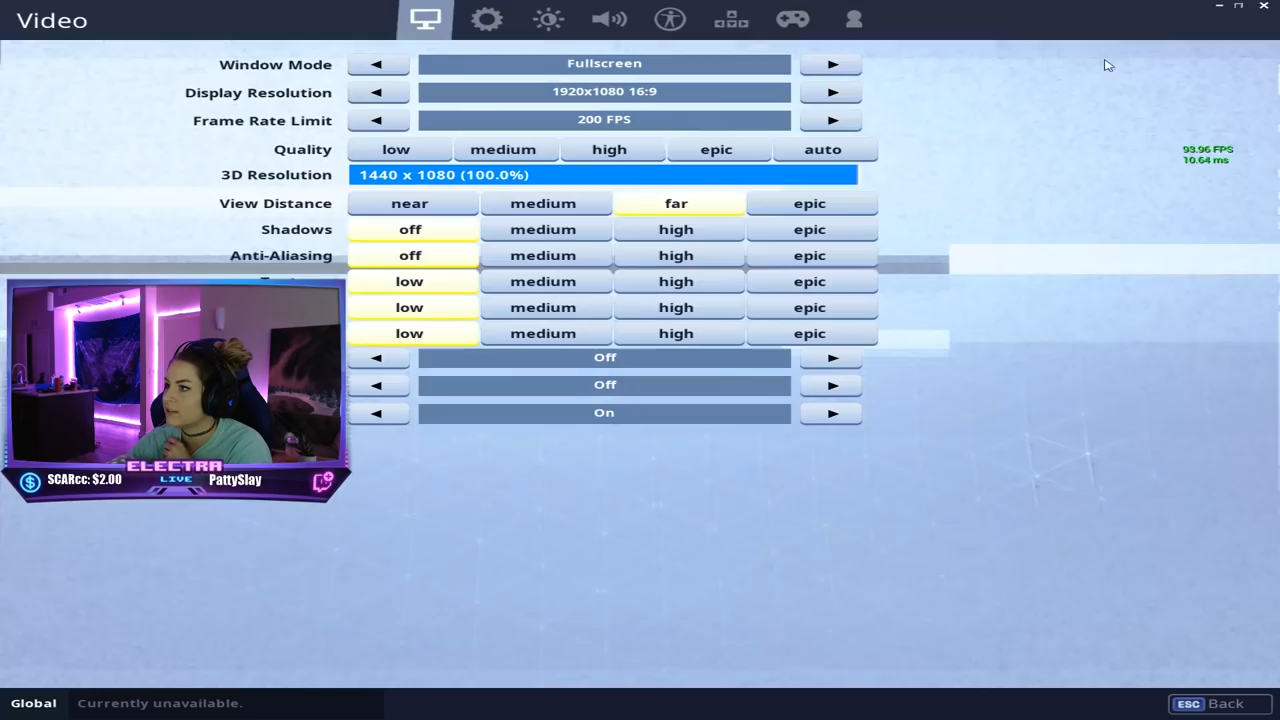 Video
Window Mode
Fullscreen
Display Resolution
1920x1080 16:9
Frame Rate Limit
200 FPS
Quality
low medium high epic auto
93.96 FPS
10.64 ms
3D Resolution
1440 x 1080 (100.0%)
View Distance
near medium far epic
Shadows
off medium high epic
Anti-Aliasing
off medium high epic
low medium high epic
low medium high epic
low medium high epic
Off
Off
On
ELECTRA
SCARcc: $2.00
LIVE
PattySlay
Global
Currently unavailable.
ESC Back